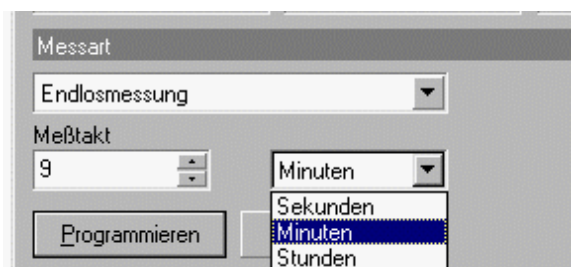 Messart
Endlosmessung
Meßtakt
9
Minuten
Sekunden
Programmieren
Minuten
Stunden